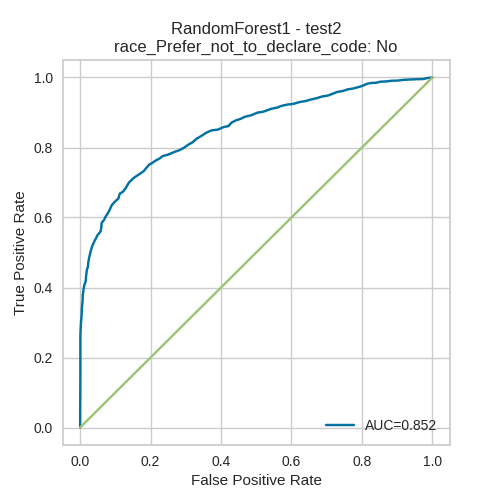 RandomForest1 - test2
race_Prefer_not_to_declare_code: No
True Positive Rate
1.0
0.8
0.6
0.4
0.2
0.0
AUC=0.852
0.0 0.2 0.4 0.6 0.8 1.0
False Positive Rate